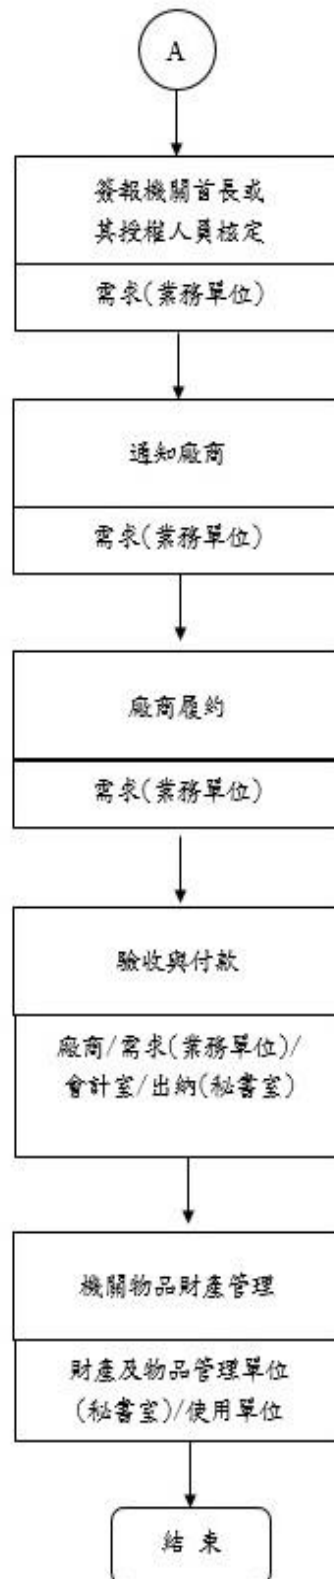 A
簽報機關首長或
其授權人員核定
需求(業務單位)
通知廠商
需求(業務單位)
廠商履約
需求(業務單位)
驗收與付款
廠商/需求(業務單位)/
會計室/出納(秘書室)
機關物品財產管理
財產及物品管理單位
(秘書室)/使用單位
結 束